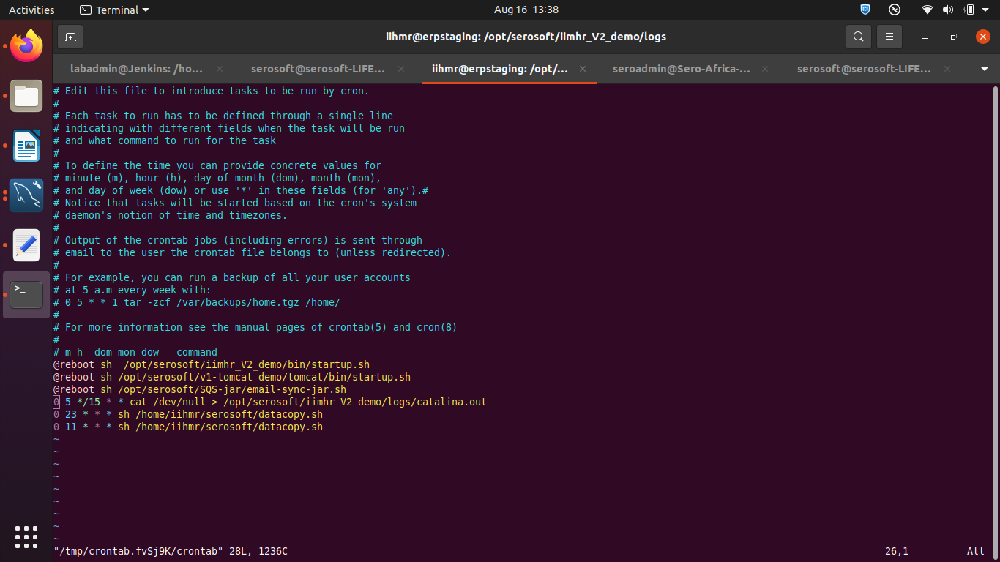 Activities
Terminal
Aug 16 13:38
iihmr@erpstaging: /opt/serosoft/iimhr_V2_demo/logs
labadmin@Jenkins: /ho...
serosoft@serosoft-LIFE...
iihmr@erpstaging: /opt/...
seroadmin@Sero-Africa-...
serosoft@serosoft-LIFE...
# Edit this file to introduce tasks to be run by cron.
#
# Each task to run has to be defined through a single line
# indicating with different fields when the task will be run
# and what command to run for the task
#
# To define the time you can provide concrete values for
# minute (m), hour (h), day of month (dom), month (mon),
# and day of week (dow) or use '*' in these fields (for 'any').#
# Notice that tasks will be started based on the cron's system
# daemon's notion of time and timezones.
#
# Output of the crontab jobs (including errors) is sent through
# email to the user the crontab file belongs to (unless redirected).
#
# For example, you can run a backup of all your user accounts
# at 5 a.m every week with:
# 0 5 * * 1 tar -zcf /var/backups/home.tgz /home/
#
# For more information see the manual pages of crontab(5) and cron(8)
#
# m h  dom mon dow   command
@reboot sh  /opt/serosoft/iimhr_V2_demo/bin/startup.sh
@reboot sh /opt/serosoft/v1-tomcat_demo/tomcat/bin/startup.sh
@reboot sh /opt/serosoft/SQS-jar/email-sync-jar.sh
0 5 */15 * * cat /dev/null > /opt/serosoft/iimhr_V2_demo/logs/catalina.out
0 23 * * * sh /home/iihmr/serosoft/datacopy.sh
0 11 * * * sh /home/iihmr/serosoft/datacopy.sh
~
~
~
~
~
~
~
~
~
"/tmp/crontab.fvSj9K/crontab" 28L, 1236C
26,1
All